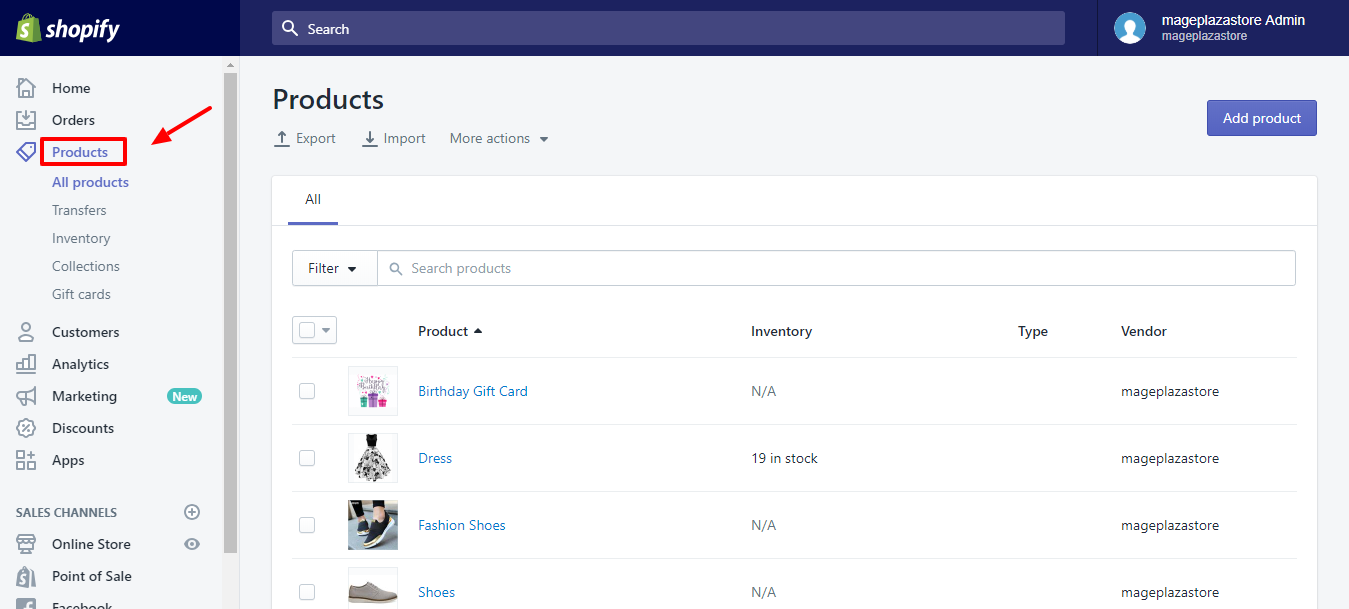 shopify
Search
mageplazastore Admin
mageplazastore
Home
Orders
Products
All products
Transfers
Inventory
Collections
Gift cards
Customers
Analytics
Marketing New
Discounts
Apps
SALES CHANNELS
Online Store
Point of Sale
Facebook
Products
Export Import More actions
Add product
All
Filter Search products
Product Inventory Type Vendor
Happy Birthday
Birthday Gift Card N/A mageplazastore
Dress 19 in stock mageplazastore
Fashion Shoes N/A mageplazastore
Shoes N/A mageplazastore